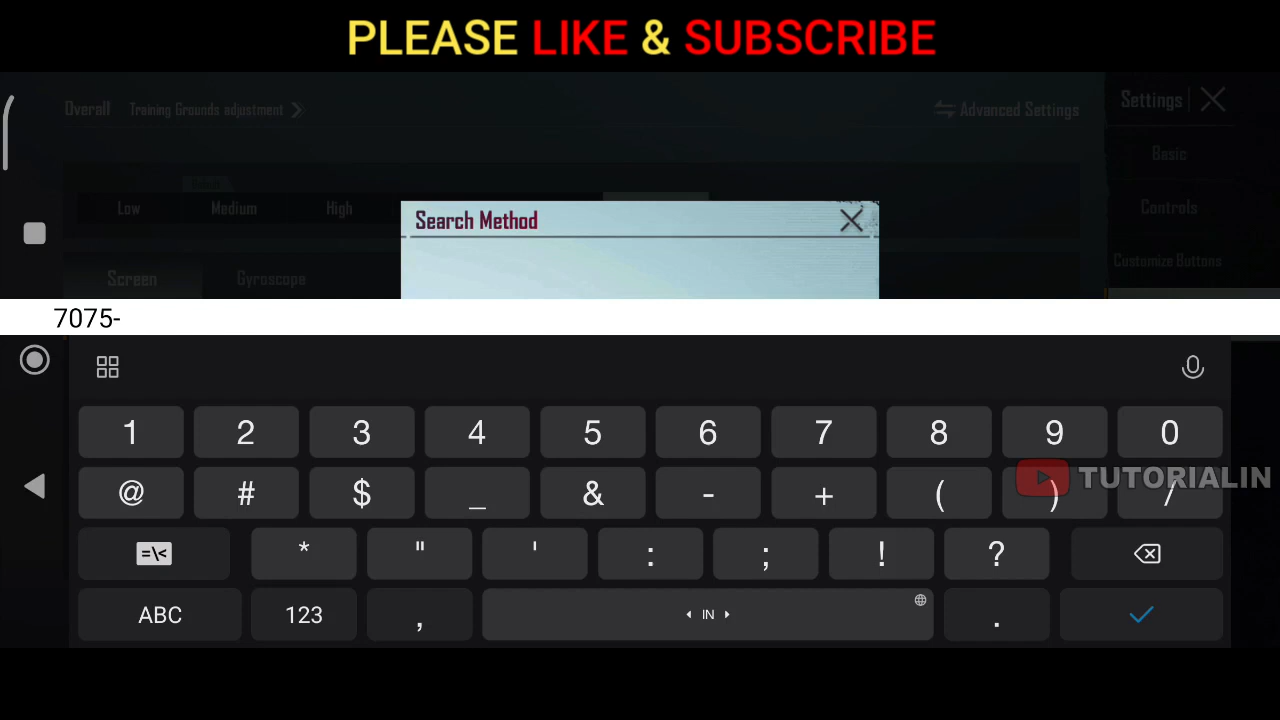 PLEASE LIKE & SUBSCRIBE
Overall Training Grounds adjustment Advanced Settings Settings
Basic
Low Medium High Controls
Search Method
Customize Buttons
Screen Gyroscope
7075-
1 2 3 4 5 6 7 8 9 0
@ # $ _ & - + ( ) /
TUTORIALIN
=\< * " ' : ; ! ?
ABC 123 , IN .